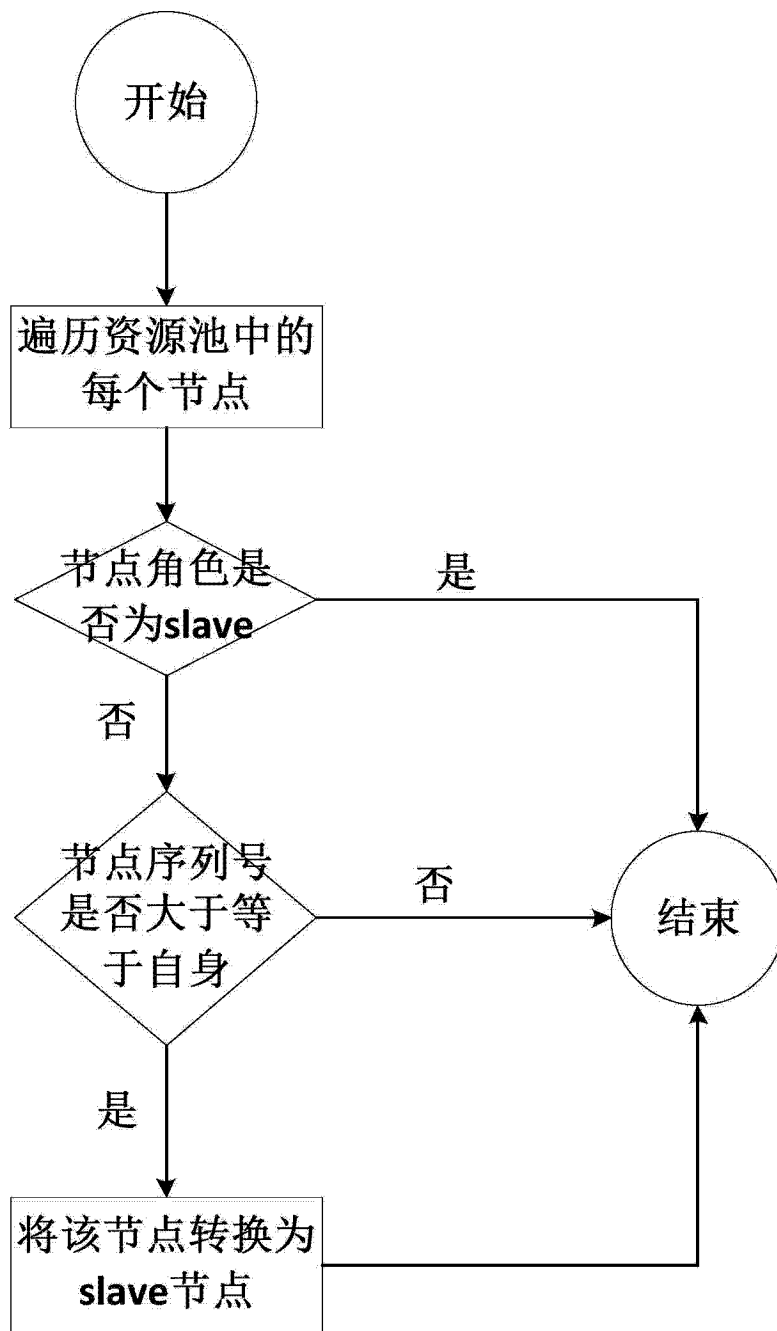 开始
遍历资源池中的
每个节点
节点角色是
否为slave
是
否
节点序列号
是否大于等
于自身
否
结束
是
将该节点转换为
slave节点